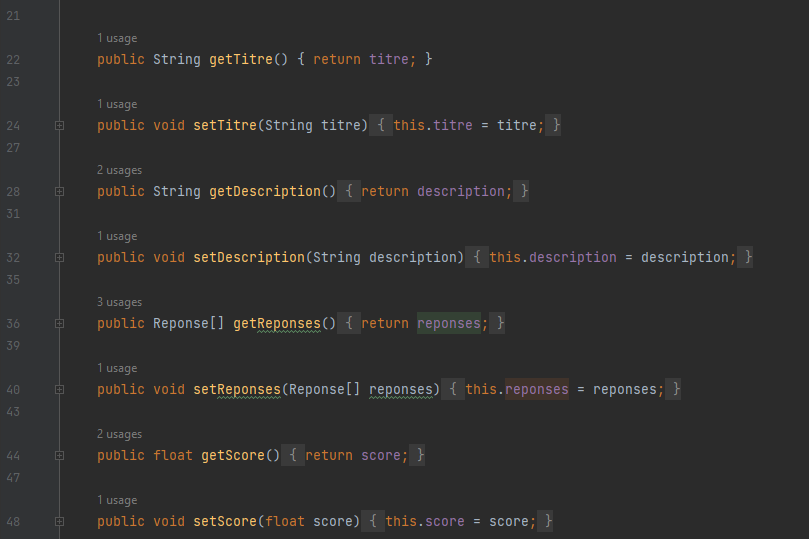 21
1 usage
22 public String getTitre() { return titre; }
23
1 usage
24 public void setTitre(String titre) { this.titre = titre; }
27
2 usages
28 public String getDescription() { return description; }
31
1 usage
32 public void setDescription(String description) { this.description = description; }
35
3 usages
36 public Reponse[] getReponses() { return reponses; }
39
1 usage
40 public void setReponses(Reponse[] reponses) { this.reponses = reponses; }
43
2 usages
44 public float getScore() { return score; }
47
1 usage
48 public void setScore(float score) { this.score = score; }